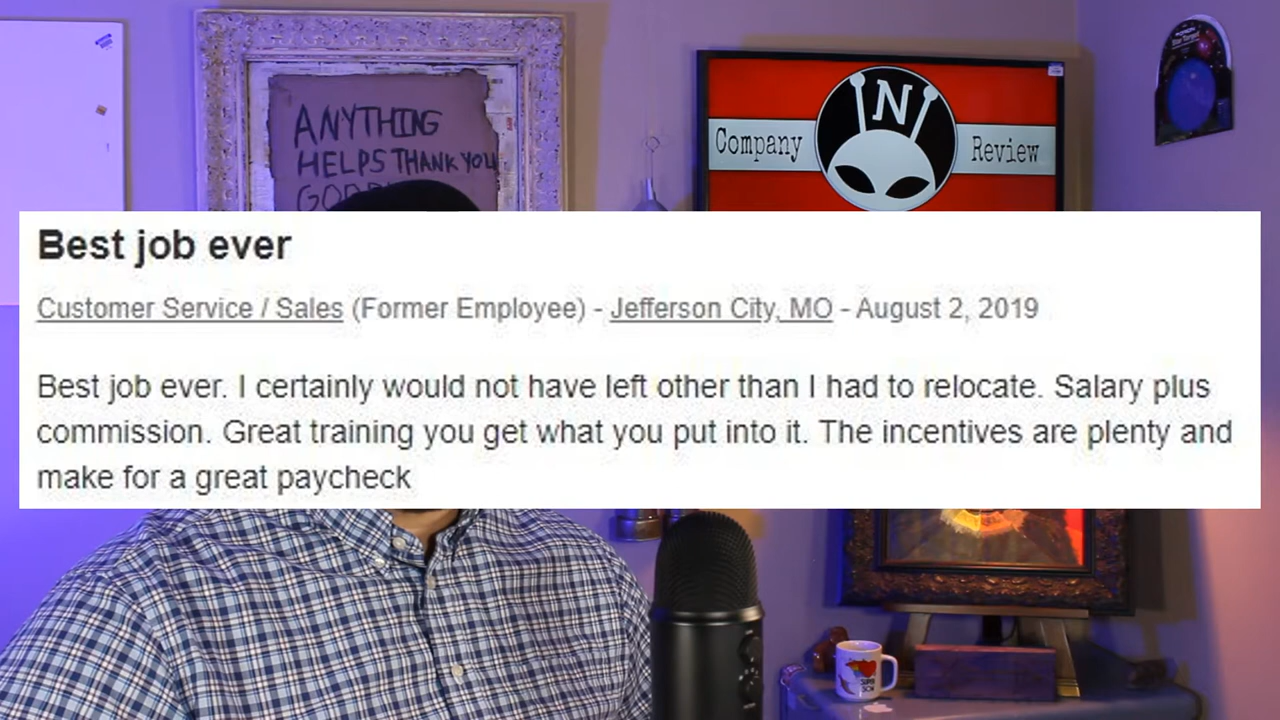 ANYTHING
HELPS THANK YOU
Company N Review
Best job ever
Customer Service / Sales (Former Employee) - Jefferson City, MO - August 2, 2019
Best job ever. I certainly would not have left other than I had to relocate. Salary plus
commission. Great training you get what you put into it. The incentives are plenty and
make for a great paycheck